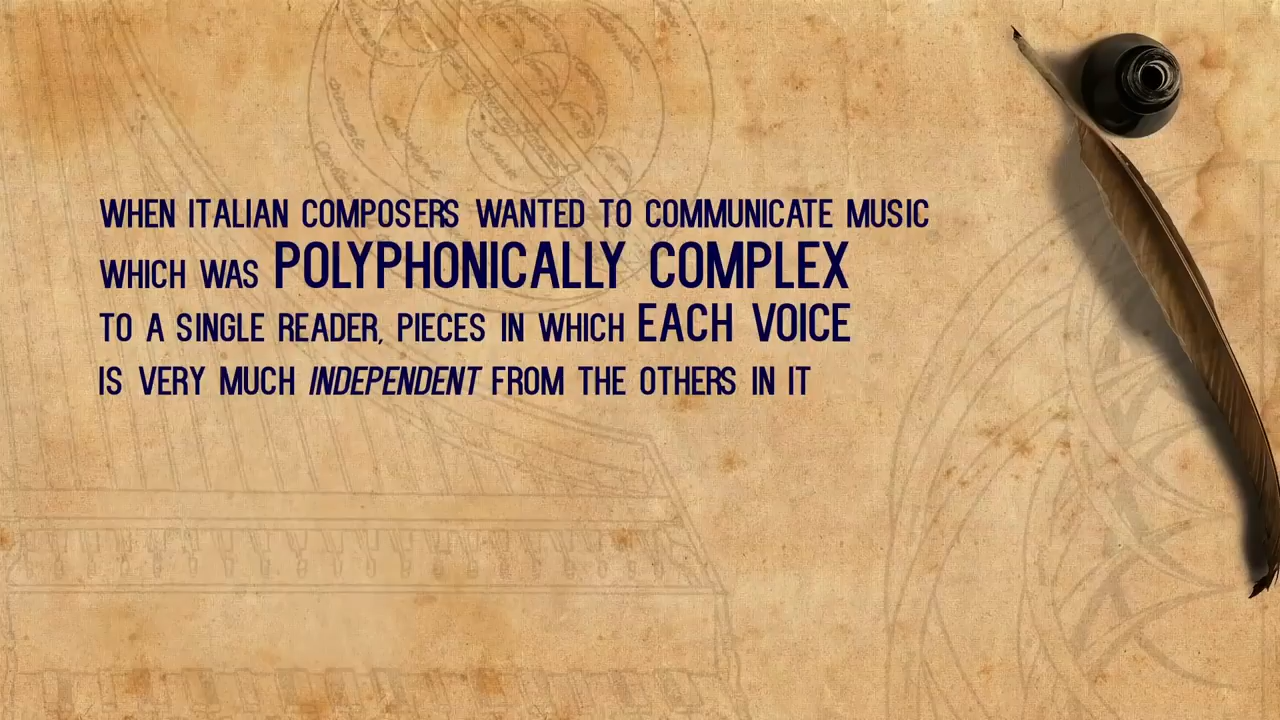 WHEN ITALIAN COMPOSERS WANTED TO COMMUNICATE MUSIC
WHICH WAS POLYPHONICALLY COMPLEX
TO A SINGLE READER, PIECES IN WHICH EACH VOICE
IS VERY MUCH INDEPENDENT FROM THE OTHERS IN IT